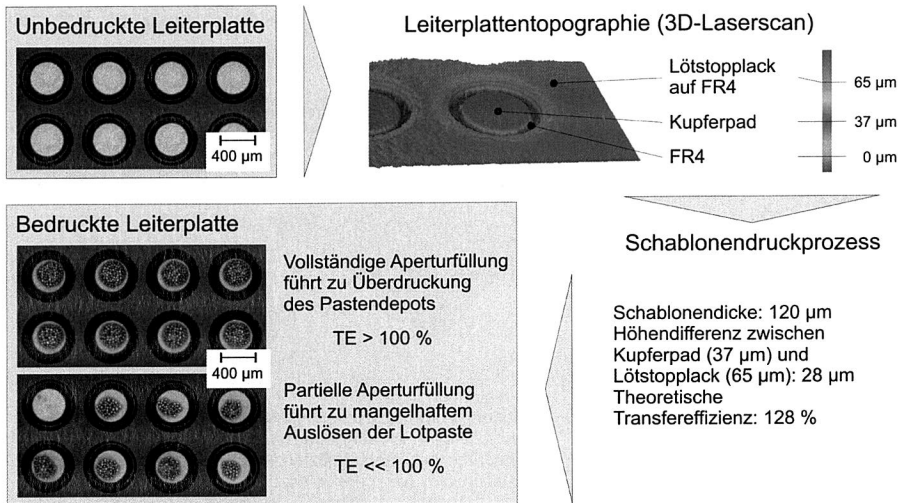 Unbedruckte Leiterplatte
400 µm
Leiterplattentopographie (3D-Laserscan)
Lötstopplack
auf FR4
Kupferpad
FR4
65 µm
37 µm
0 µm
Schablonendruckprozess
Schablonendicke: 120 µm
Höhendifferenz zwischen
Kupferpad (37 µm) und
Lötstopplack (65 µm): 28 µm
Theoretische
Transfereffizienz: 128 %
Bedruckte Leiterplatte
400 µm
Vollständige Aperturfüllung
führt zu Überdruckung
des Pastendepots
TE > 100 %
Partielle Aperturfüllung
führt zu mangelhaftem
Auslösen der Lotpaste
TE << 100 %